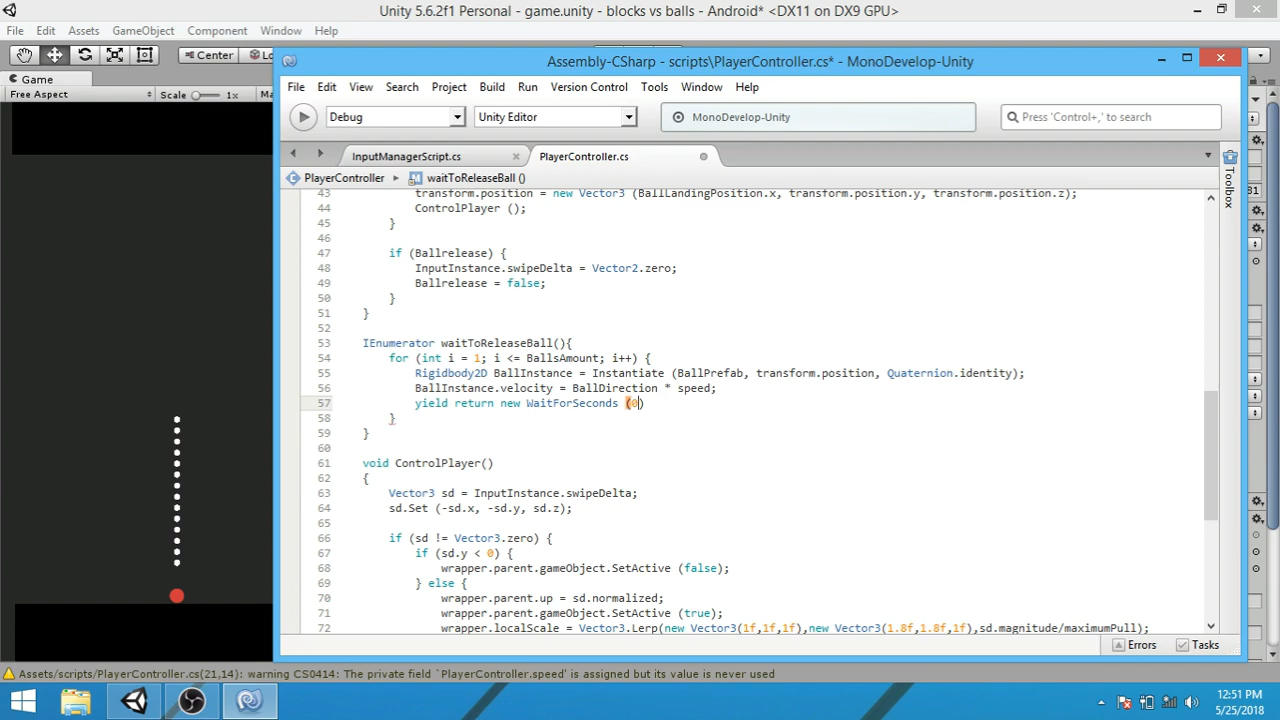 Unity 5.6.2f1 Personal - game.unity - blocks vs balls - Android* <DX11 on DX9 GPU>
File Edit Assets GameObject Component Window Help
Center
Game
Free Aspect Scale 1x
Assembly-CSharp - scripts\PlayerController.cs* - MonoDevelop-Unity
File Edit View Search Project Build Run Version Control Tools Window Help
Debug Unity Editor MonoDevelop-Unity Press 'Control+,' to search
InputManagerScript.cs PlayerController.cs
PlayerController waitToReleaseBall ()
Toolbox
81
43 transform.position = new Vector3 (BallLandingPosition.x, transform.position.y, transform.position.z);
44 ControlPlayer ();
45 }
46
47 if (Ballrelease) {
48 InputInstance.swipeDelta = Vector2.zero;
49 Ballrelease = false;
50 }
51 }
52
53 IEnumerator waitToReleaseBall(){
54 for (int i = 1; i <= BallsAmount; i++) {
55 Rigidbody2D BallInstance = Instantiate (BallPrefab, transform.position, Quaternion.identity);
56 BallInstance.velocity = BallDirection * speed;
57 yield return new WaitForSeconds (0)
58 }
59 }
60
61 void ControlPlayer()
62 {
63 Vector3 sd = InputInstance.swipeDelta;
64 sd.Set (-sd.x, -sd.y, sd.z);
65
66 if (sd != Vector3.zero) {
67 if (sd.y < 0) {
68 wrapper.parent.gameObject.SetActive (false);
69 } else {
70 wrapper.parent.up = sd.normalized;
71 wrapper.parent.gameObject.SetActive (true);
72 wrapper.localScale = Vector3.Lerp(new Vector3(1f,1f,1f),new Vector3(1.8f,1.8f,1f),sd.magnitude/maximumPull);
Errors Tasks
Assets/scripts/PlayerController.cs(21,14): warning CS0414: The private field `PlayerController.speed' is assigned but its value is never used
12:51 PM
5/25/2018